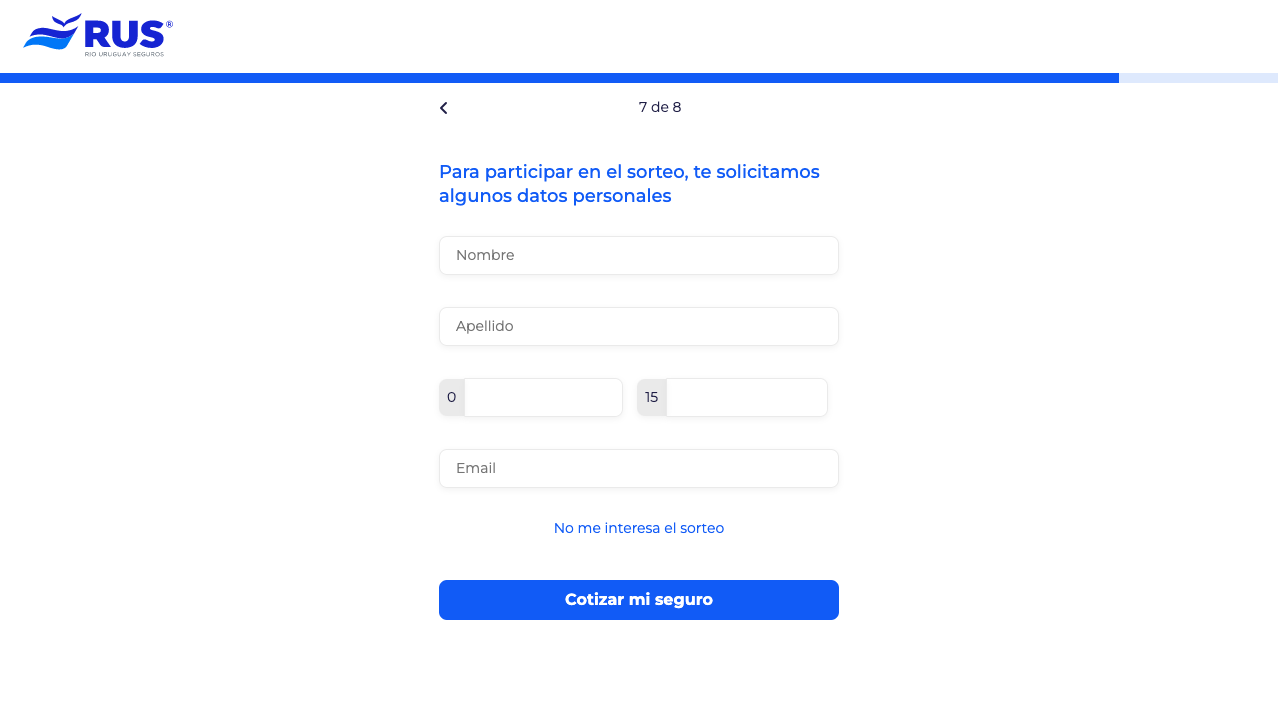 RUS®
RIO URUGUAY SEGUROS
7 de 8
Para participar en el sorteo, te solicitamos
algunos datos personales
Nombre
Apellido
0
15
Email
No me interesa el sorteo
Cotizar mi seguro